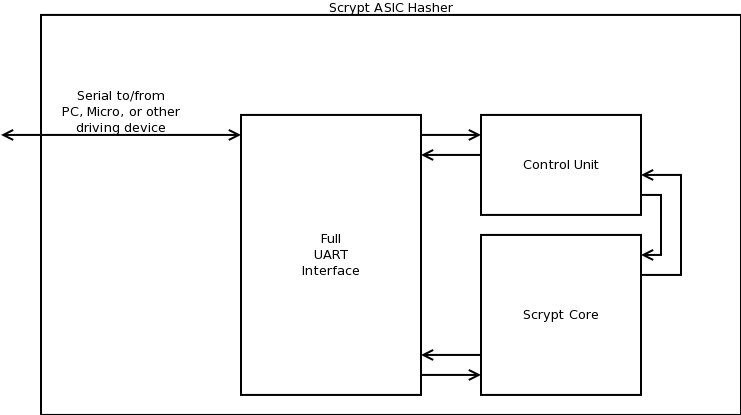 Scrypt ASIC Hasher
Serial to/from
PC, Micro, or other
driving device
Full
UART
Interface
Control Unit
Scrypt Core